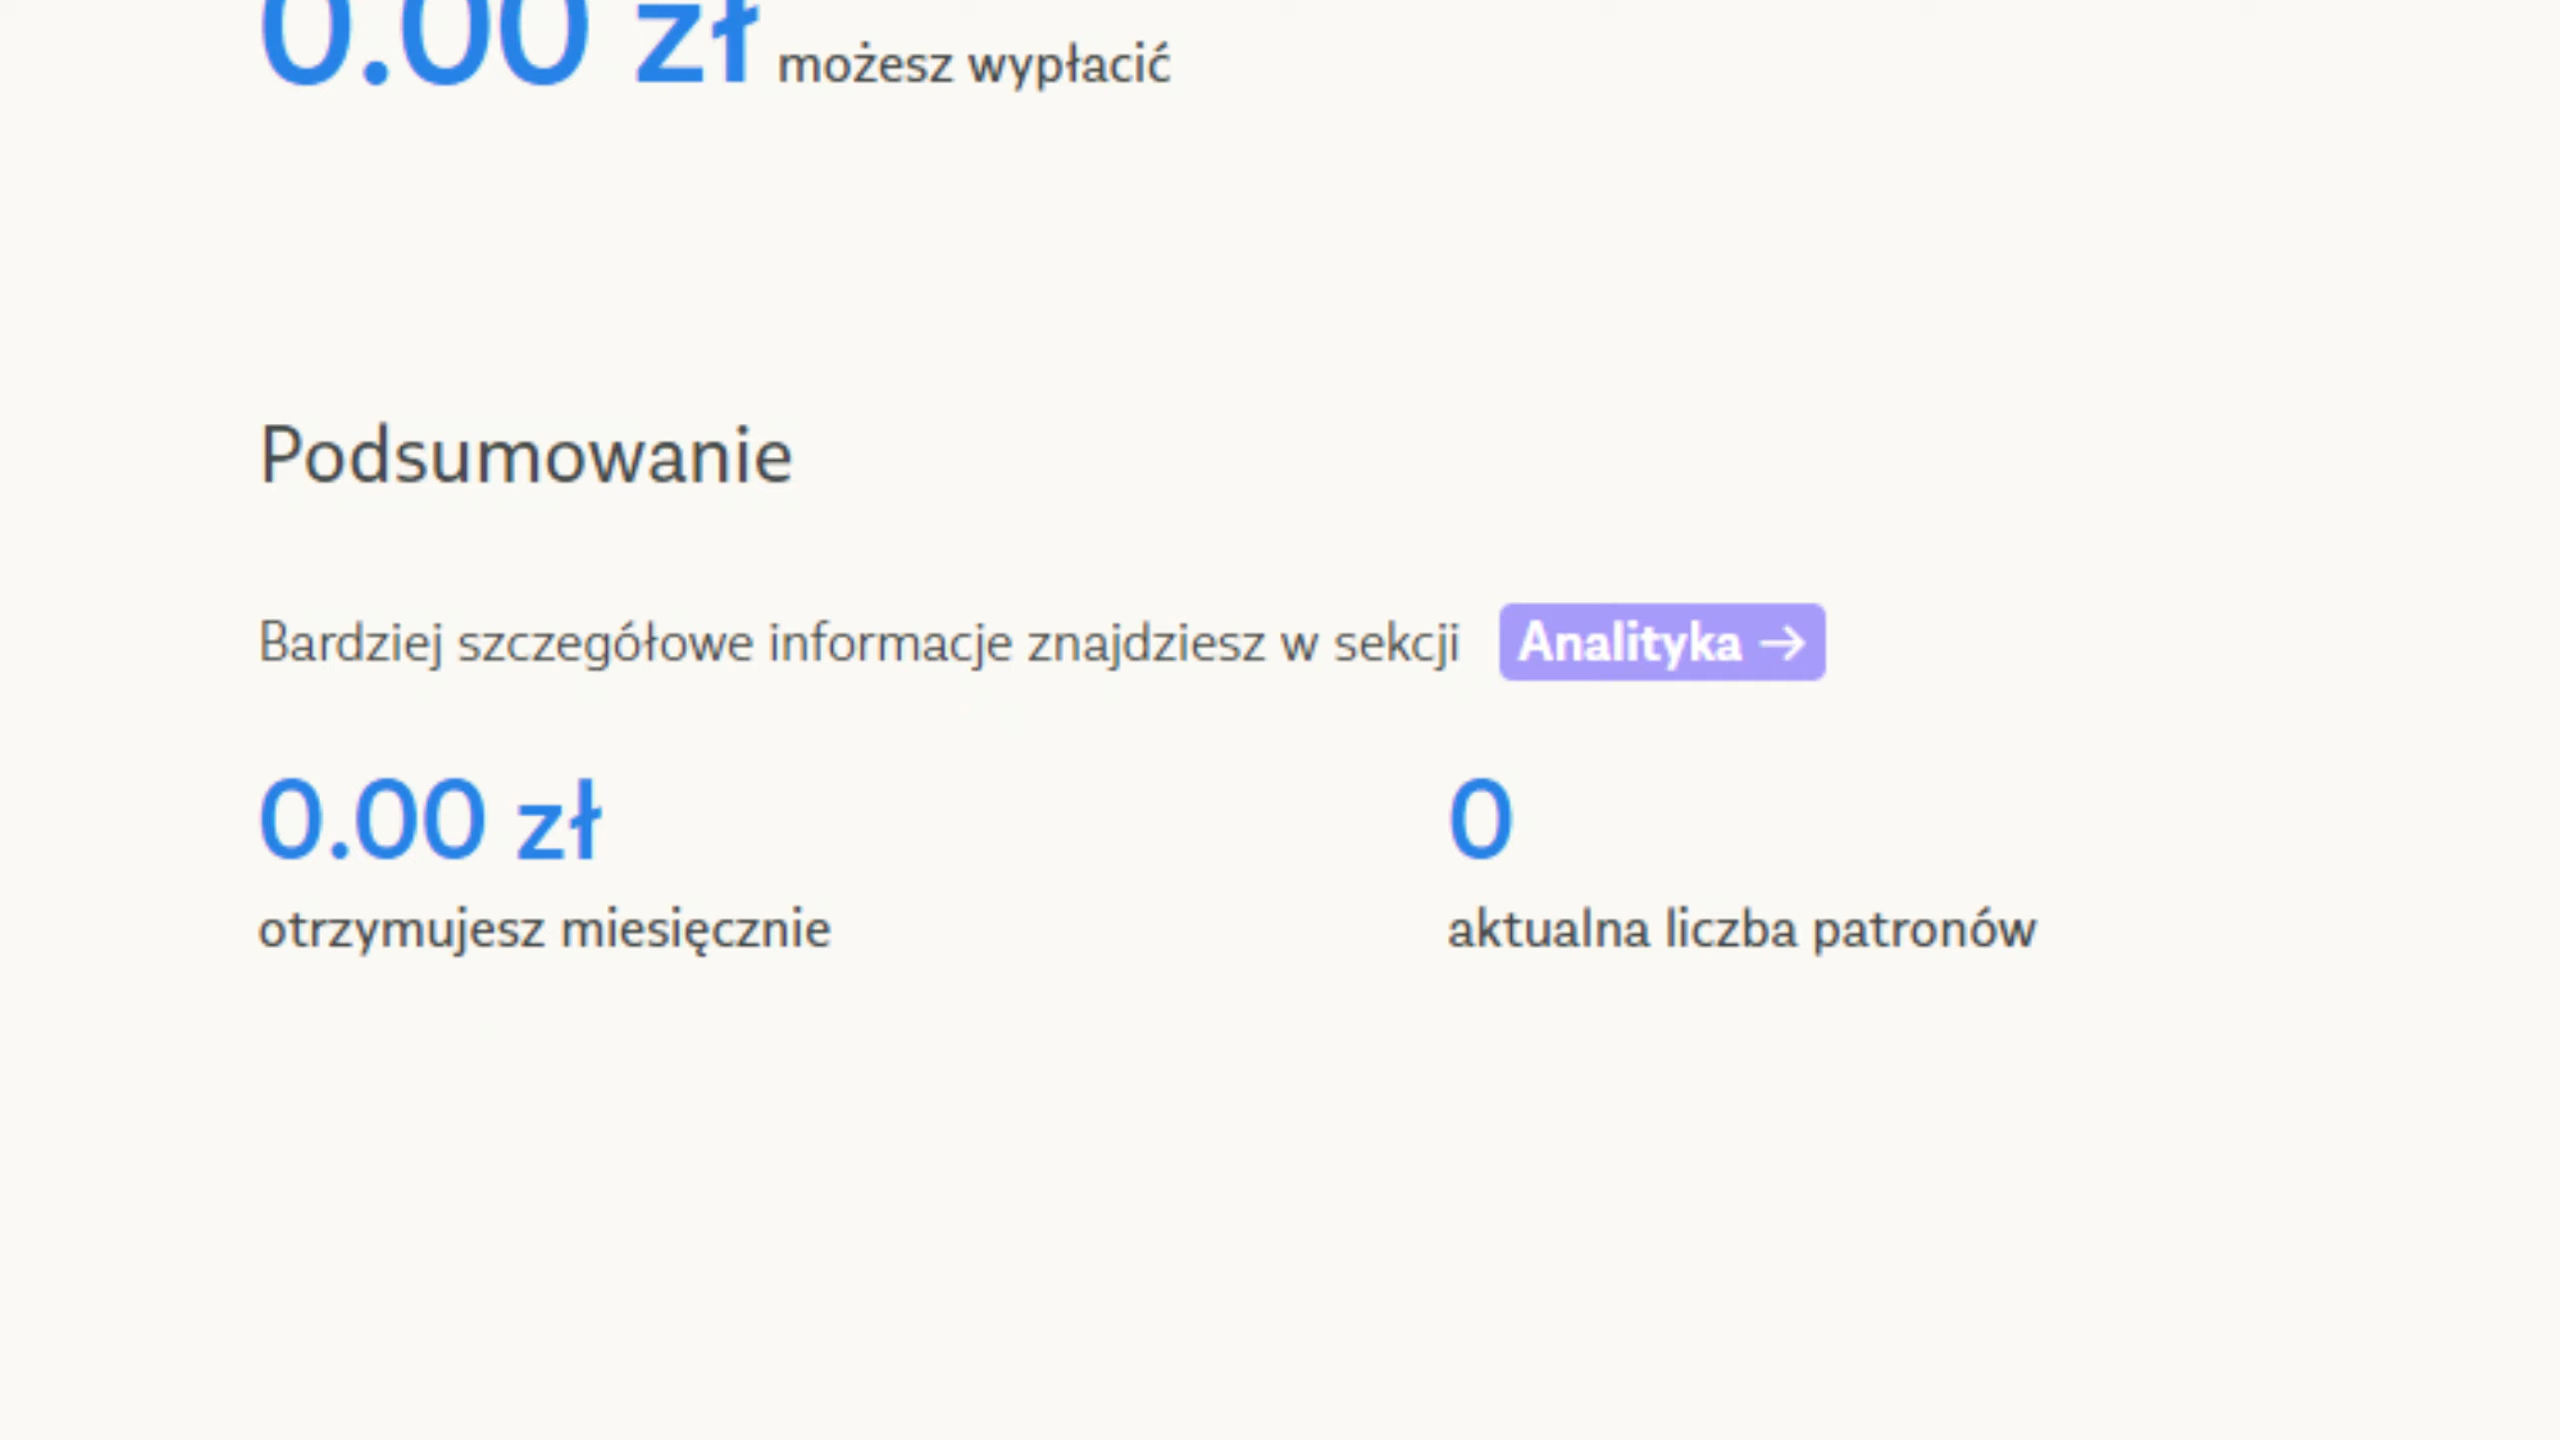 0.00 zł możesz wypłacić
Podsumowanie
Bardziej szczegółowe informacje znajdziesz w sekcji Analityka →
0.00 zł
otrzymujesz miesięcznie
0
aktualna liczba patronów